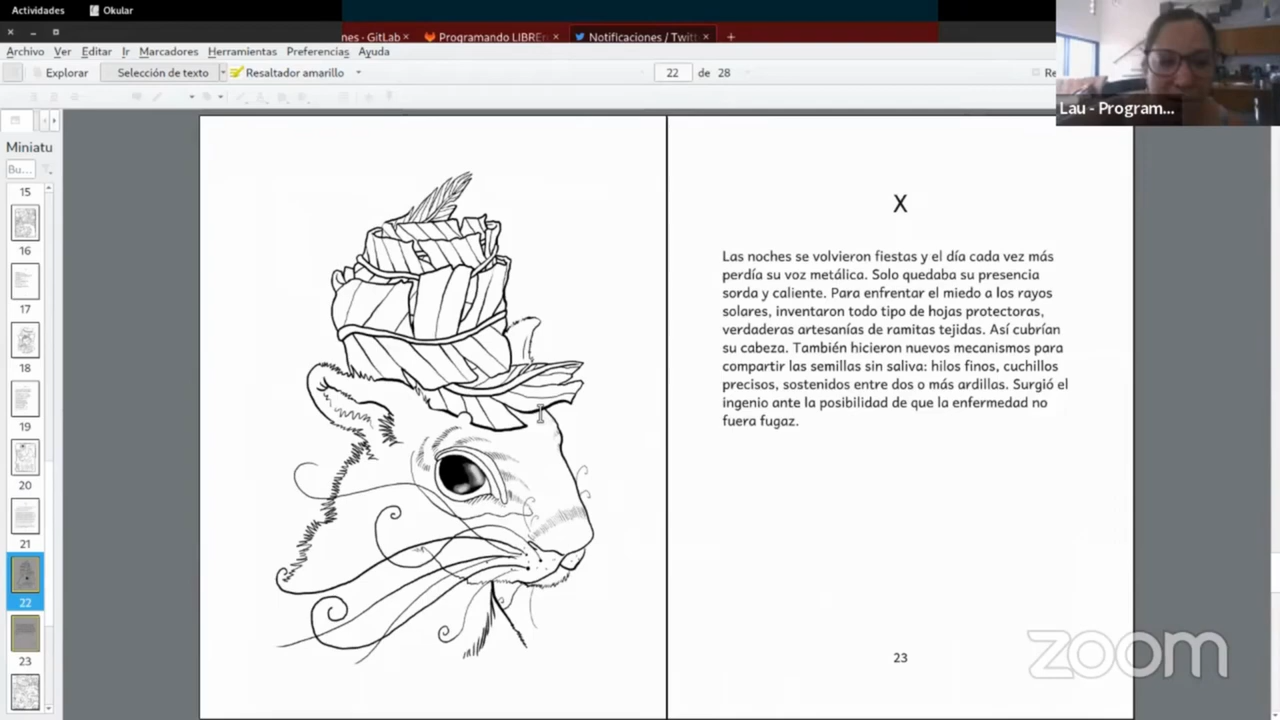 Actividades Okular
nes · GitLab × Programando LIBREr × Notificaciones / Twitt × +
Archivo Ver Editar Ir Marcadores Herramientas Preferencias Ayuda
Explorar Selección de texto Resaltador amarillo 22 de 28 Re
Lau - Program...
Miniatu
Bu...
15
16
17
18
19
20
21
22
23
X
Las noches se volvieron fiestas y el día cada vez más
perdía su voz metálica. Solo quedaba su presencia
sorda y caliente. Para enfrentar el miedo a los rayos
solares, inventaron todo tipo de hojas protectoras,
verdaderas artesanías de ramitas tejidas. Así cubrían
su cabeza. También hicieron nuevos mecanismos para
compartir las semillas sin saliva: hilos finos, cuchillos
precisos, sostenidos entre dos o más ardillas. Surgió el
ingenio ante la posibilidad de que la enfermedad no
fuera fugaz.
23
zoom